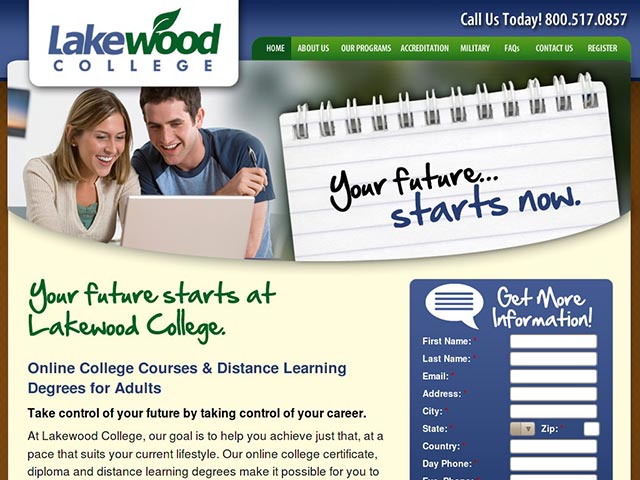 Lakewood
COLLEGE
Call Us Today! 800.517.0857
HOME ABOUT US OUR PROGRAMS ACCREDITATION MILITARY FAQs CONTACT US REGISTER
Your future...
starts now.
Your future starts at
Lakewood College.
Online College Courses & Distance Learning
Degrees for Adults
Take control of your future by taking control of your career.
At Lakewood College, our goal is to help you achieve just that, at a
pace that suits your current lifestyle. Our online college certificate,
diploma and distance learning degrees make it possible for you to
Get More
Information!
First Name: *
Last Name: *
Email: *
Address: *
City: *
State: * Zip: *
Country: *
Day Phone: *
Eve. Phone: *